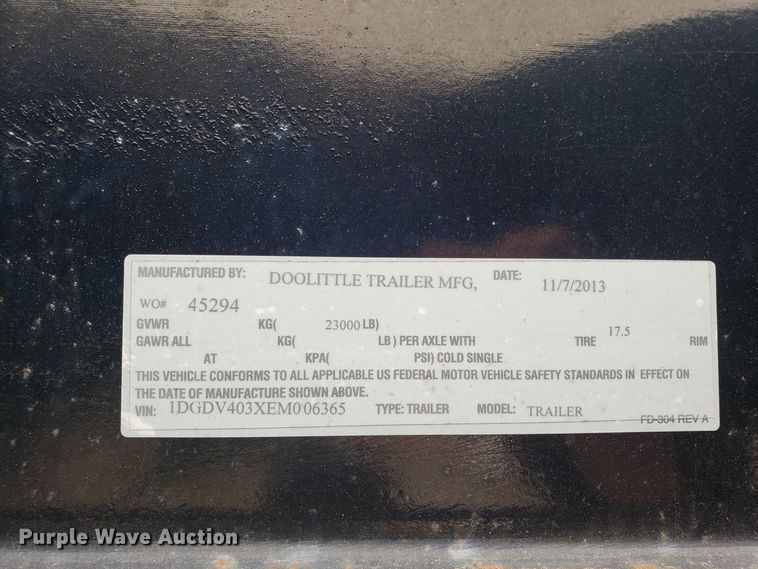 MANUFACTURED BY: DOOLITTLE TRAILER MFG, DATE: 11/7/2013
WO# 45294
GVWR KG( 23000 LB)
GAWR ALL KG( LB ) PER AXLE WITH TIRE 17.5 RIM
AT KPA( PSI) COLD SINGLE
THIS VEHICLE CONFORMS TO ALL APPLICABLE US FEDERAL MOTOR VEHICLE SAFETY STANDARDS IN EFFECT ON
THE DATE OF MANUFACTURE SHOWN ABOVE.
VIN: 1DGDV403XEM006365 TYPE: TRAILER MODEL: TRAILER
FD-304 REV A
Purple Wave Auction